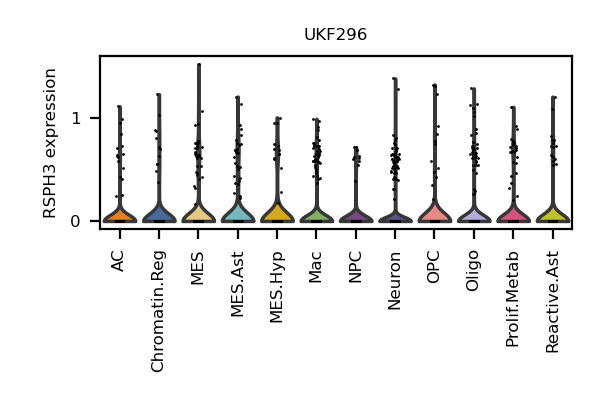 UKF296
RSPH3 expression
1
0
AC
Chromatin.Reg
MES
MES.Ast
MES.Hyp
Mac
NPC
Neuron
OPC
Oligo
Prolif.Metab
Reactive.Ast